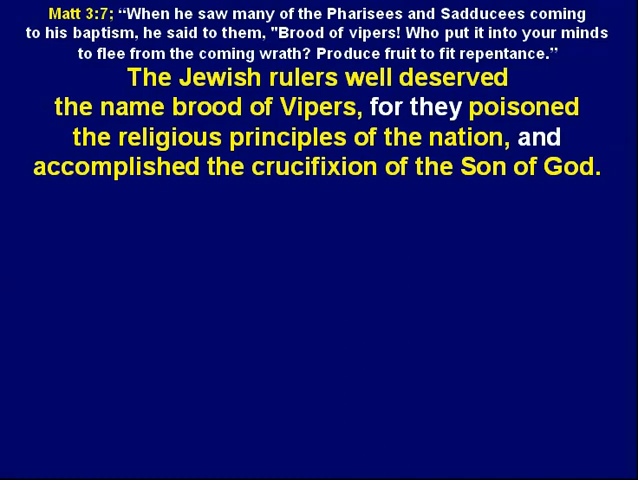 Matt 3:7; “When he saw many of the Pharisees and Sadducees coming
to his baptism, he said to them, "Brood of vipers! Who put it into your minds
to flee from the coming wrath? Produce fruit to fit repentance.”
The Jewish rulers well deserved
the name brood of Vipers, for they poisoned
the religious principles of the nation, and
accomplished the crucifixion of the Son of God.